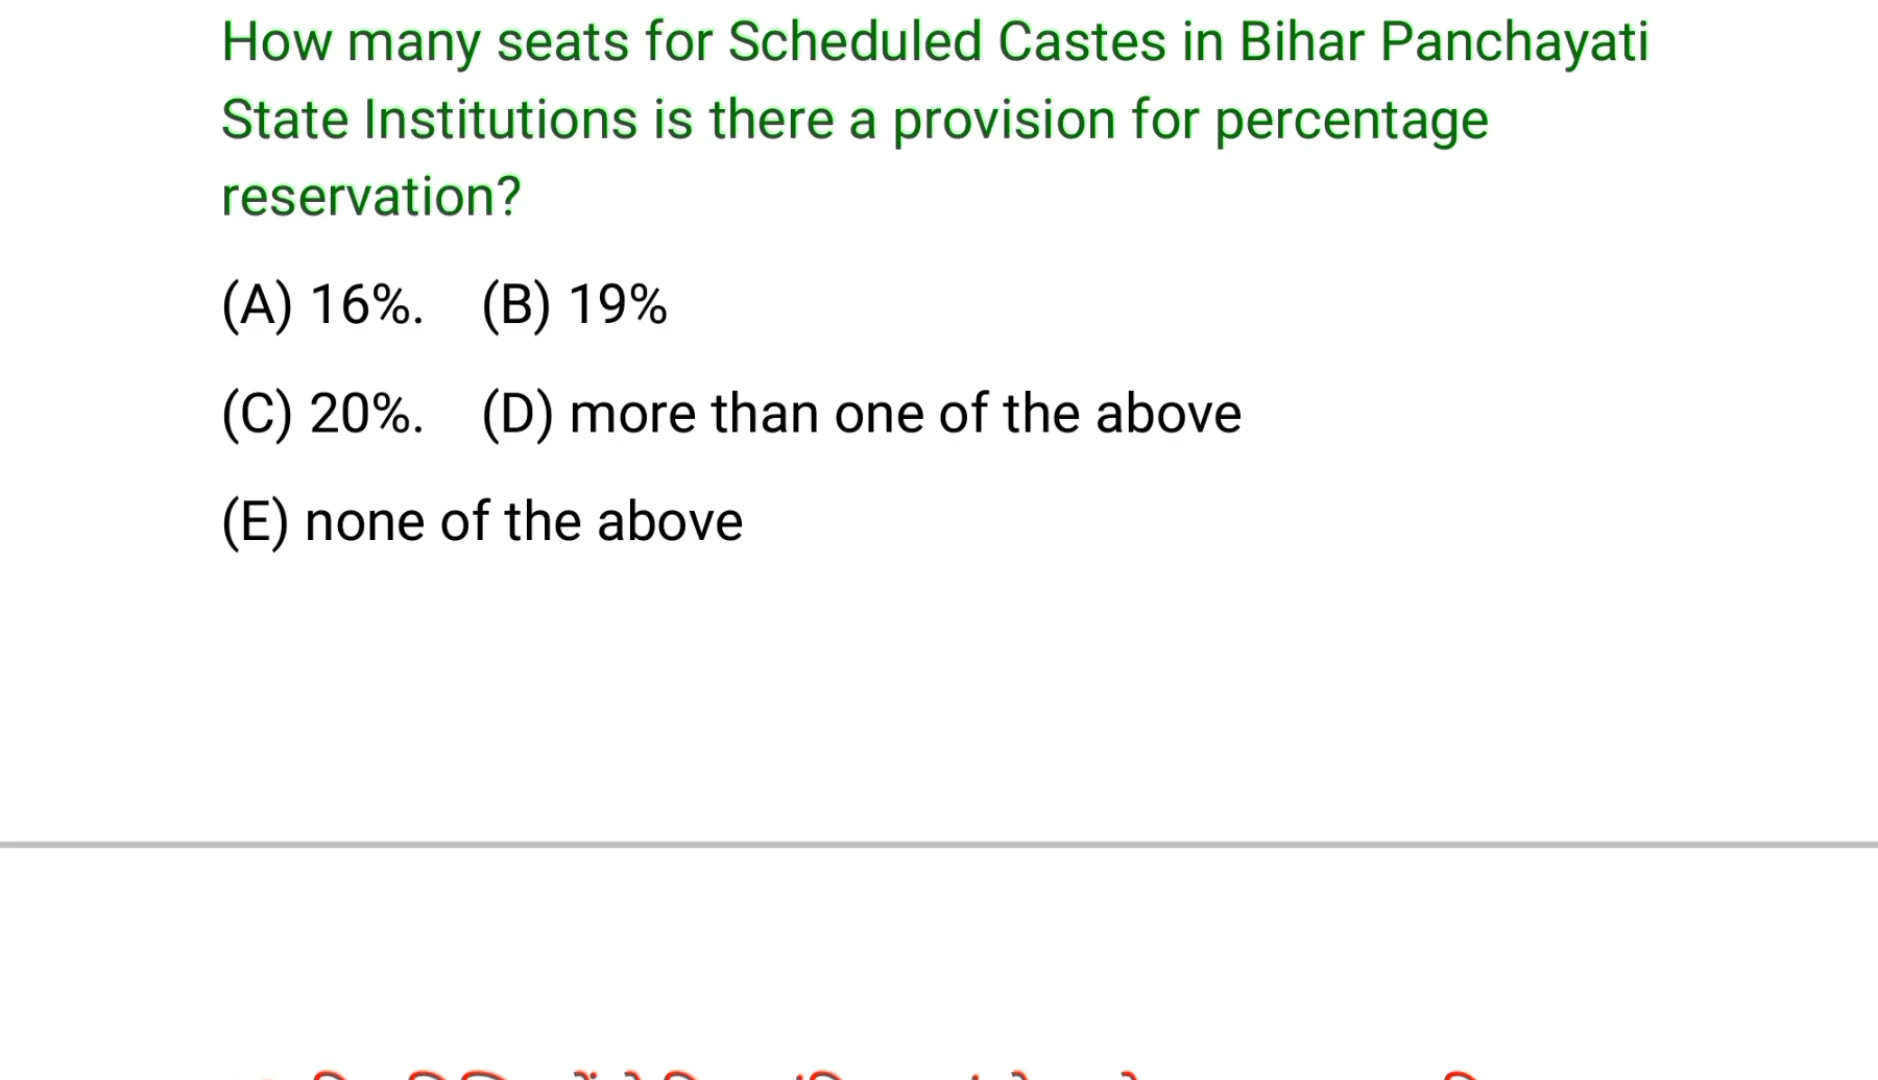 How many seats for Scheduled Castes in Bihar Panchayati
State Institutions is there a provision for percentage
reservation?
(A) 16%. (B) 19%
(C) 20%. (D) more than one of the above
(E) none of the above